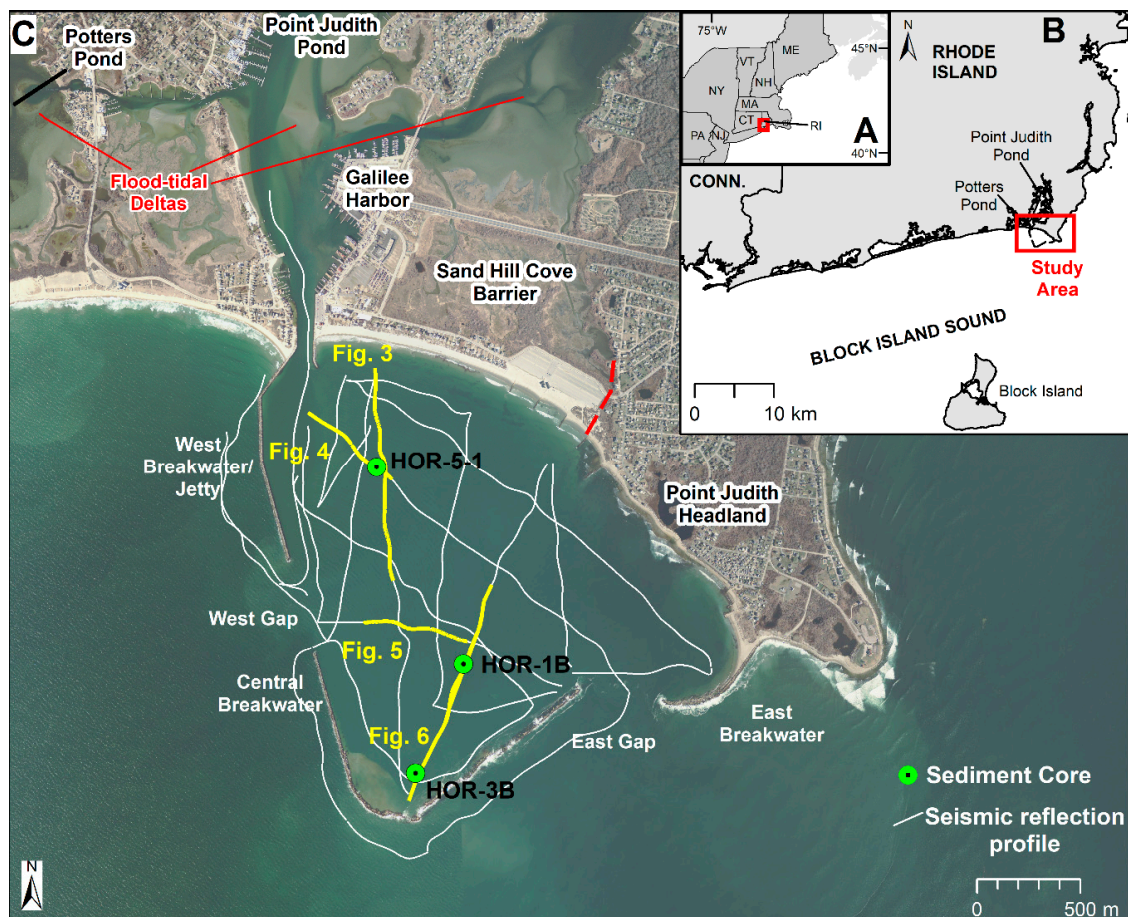 C
Potters
Pond
Point Judith
Pond
Flood-tidal
Deltas
Galilee
Harbor
Sand Hill Cove
Barrier
Fig. 3
Fig. 4
HOR-5-1
West
Breakwater/
Jetty
Point Judith
Headland
West Gap
Fig. 5
HOR-1B
Central
Breakwater
Fig. 6
HOR-3B
East Gap
East
Breakwater
Sediment Core
Seismic reflection
profile
N
0 500 m
75°W
45°N
ME
VT
NH
NY
MA
CT
RI
PA
NJ
40°N
A
N
B
RHODE
ISLAND
Point Judith
Pond
Potters
Pond
CONN.
Study
Area
BLOCK ISLAND SOUND
Block Island
0 10 km